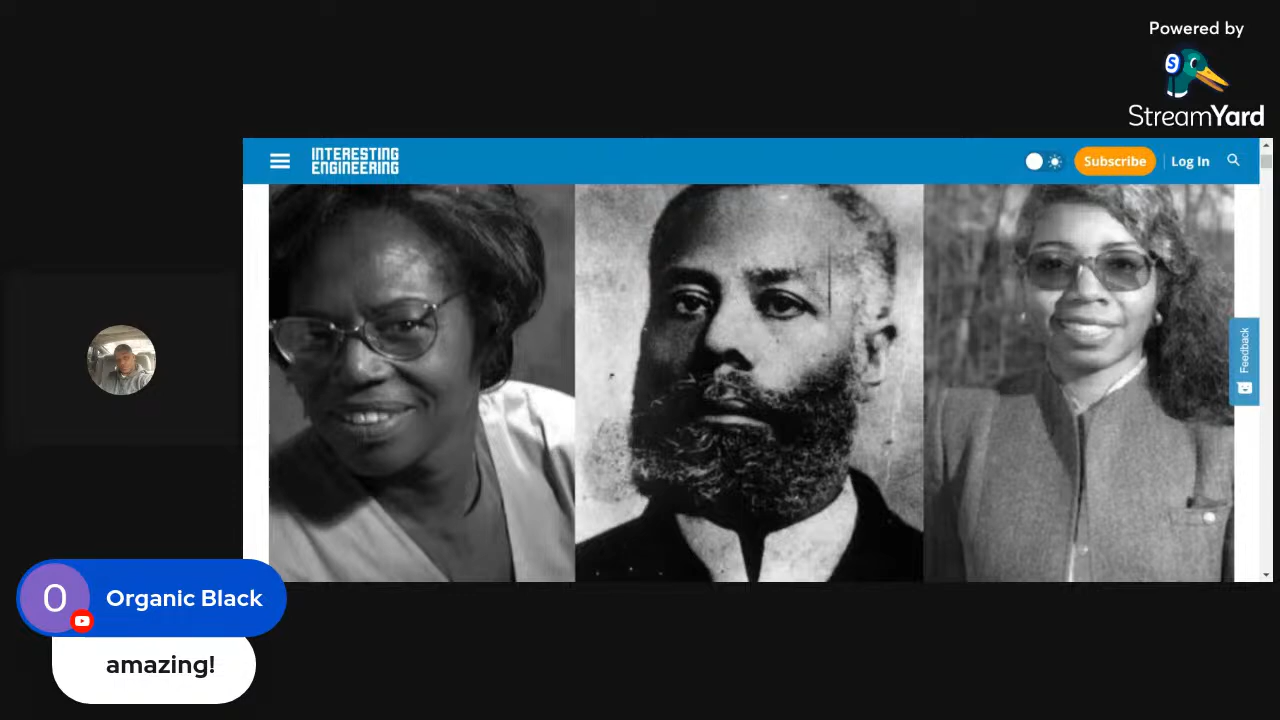 Powered by
StreamYard
INTERESTING
ENGINEERING
Subscribe
Log In
Feedback
O
Organic Black
amazing!